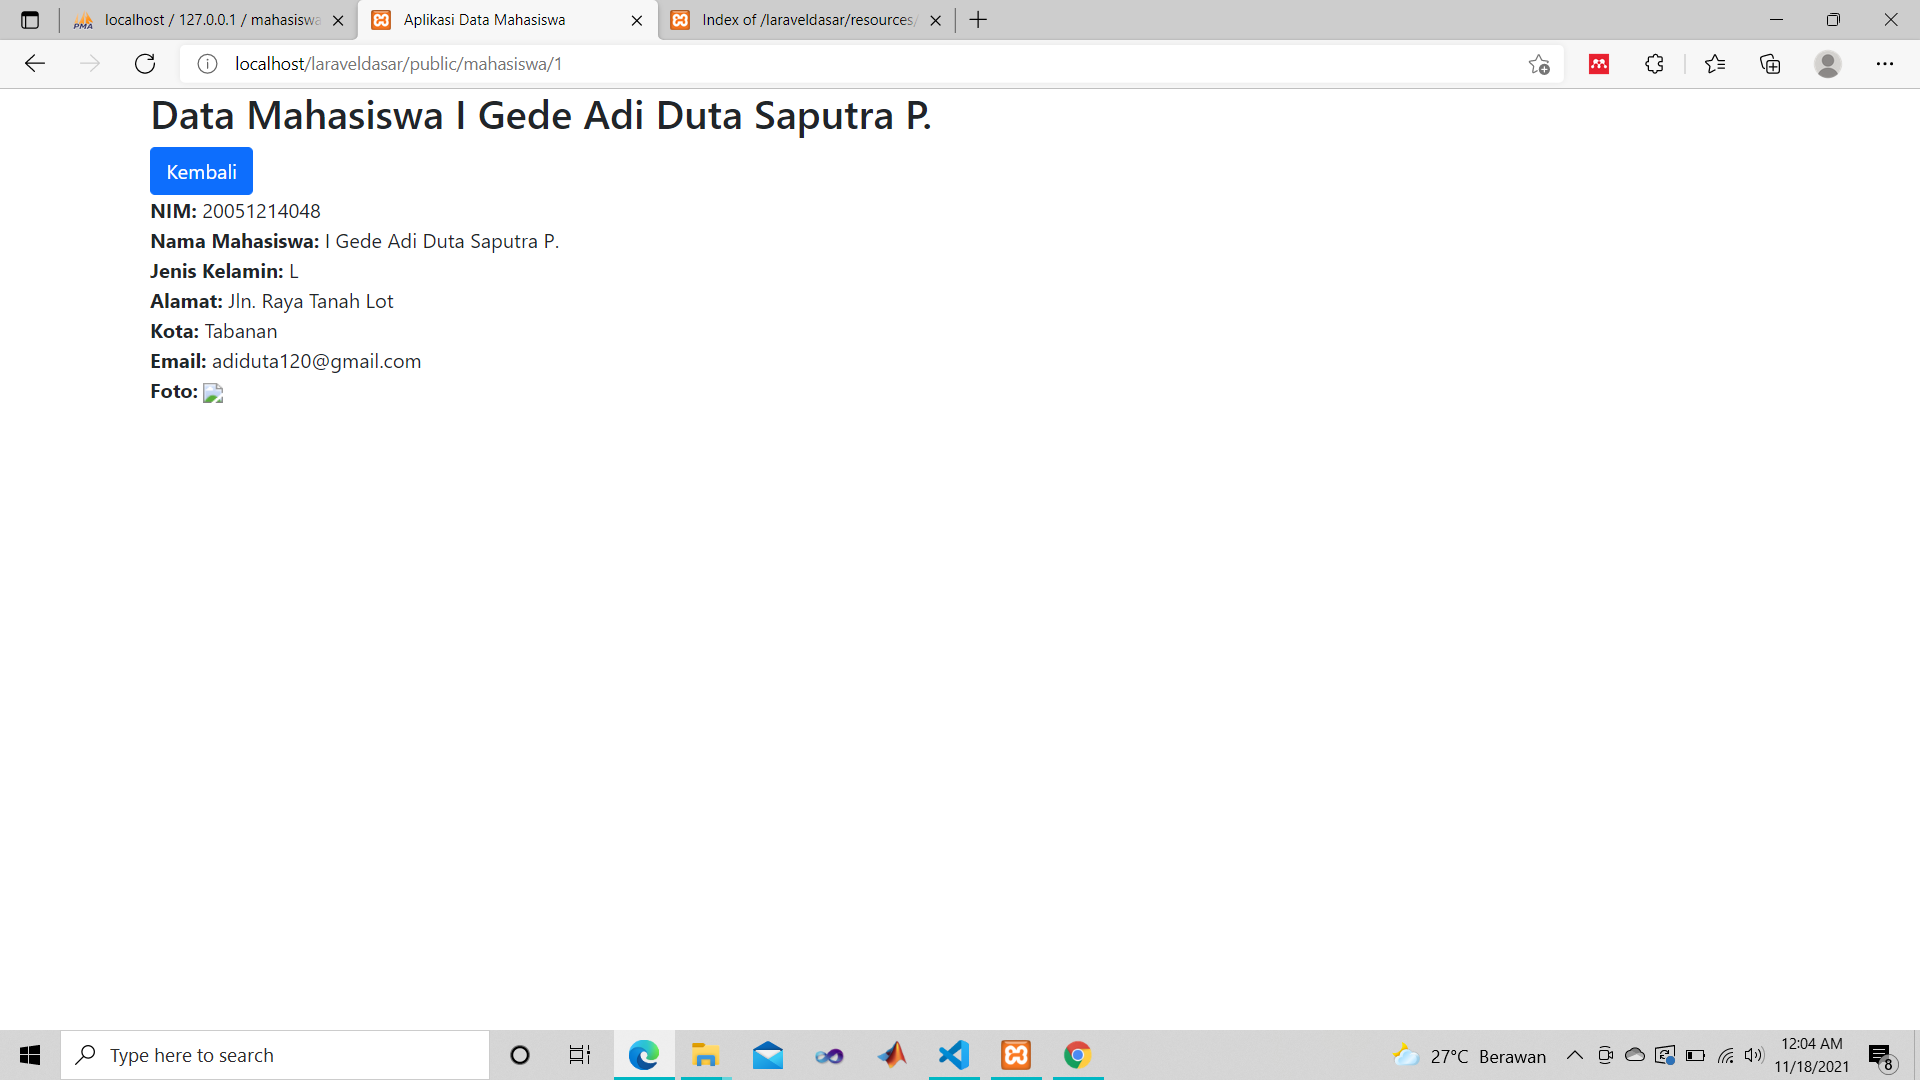 localhost / 127.0.0.1 / mahasiswa
Aplikasi Data Mahasiswa
Index of /laraveldasar/resources/
localhost/laraveldasar/public/mahasiswa/1
Data Mahasiswa I Gede Adi Duta Saputra P.
Kembali
NIM: 20051214048
Nama Mahasiswa: I Gede Adi Duta Saputra P.
Jenis Kelamin: L
Alamat: Jln. Raya Tanah Lot
Kota: Tabanan
Email: adiduta120@gmail.com
Foto:
Type here to search
27°C Berawan
12:04 AM
11/18/2021
8